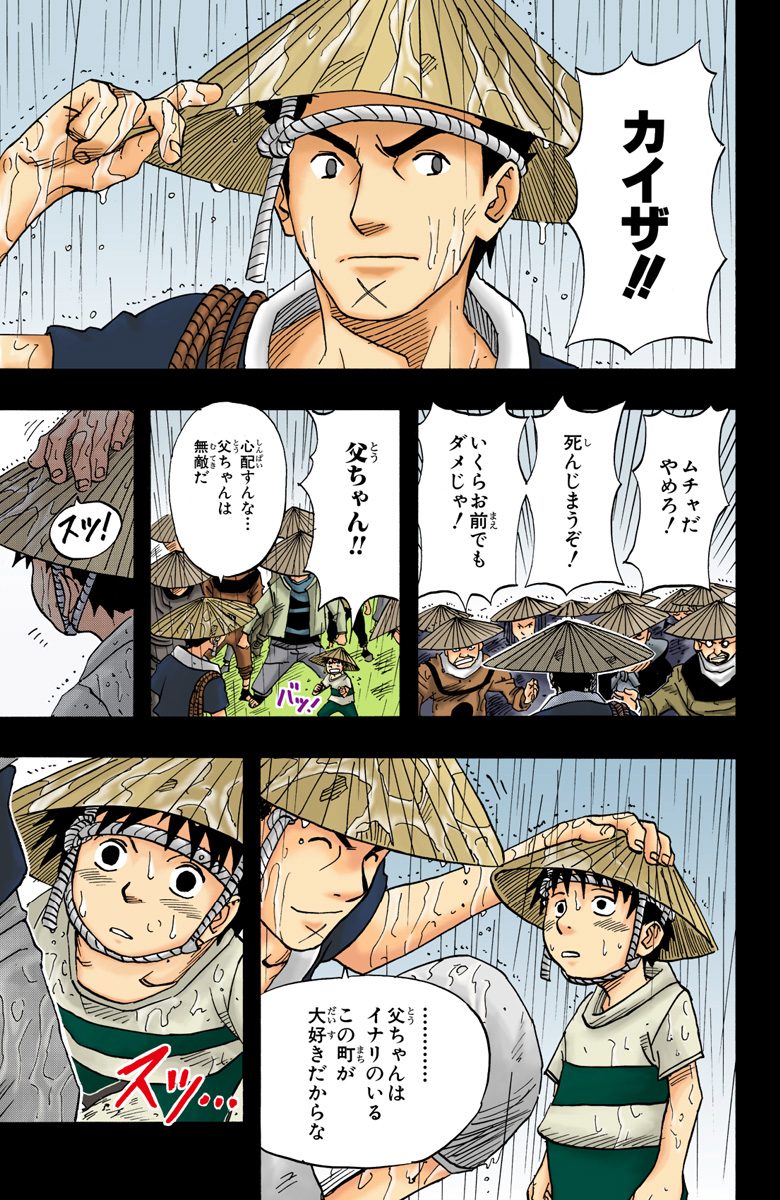 カイザ!!
ムチャだ
やめろ！
死んじまうぞ！
いくらお前でも
ダメじゃ！
父ちゃん!!
バッ！
心配すんな…
父ちゃんは
無敵だ
スッ！
…………
父ちゃんは
イナリのいる
この町が
大好きだからな
スッ…